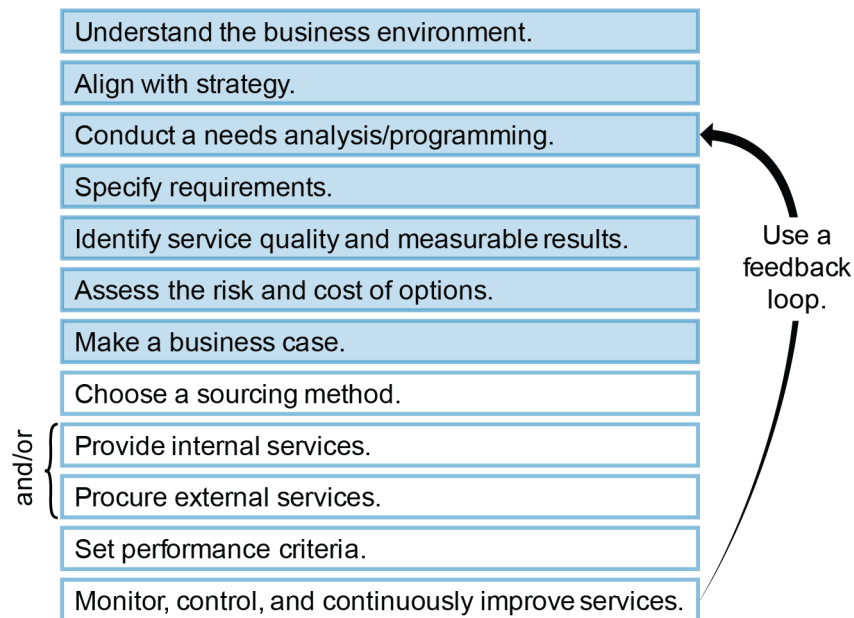 Understand the business environment.
Align with strategy.
Conduct a needs analysis/programming.
Specify requirements.
Identify service quality and measurable results.
Assess the risk and cost of options.
Make a business case.
Choose a sourcing method.
and/or
Provide internal services.
Procure external services.
Set performance criteria.
Monitor, control, and continuously improve services.
Use a
feedback
loop.